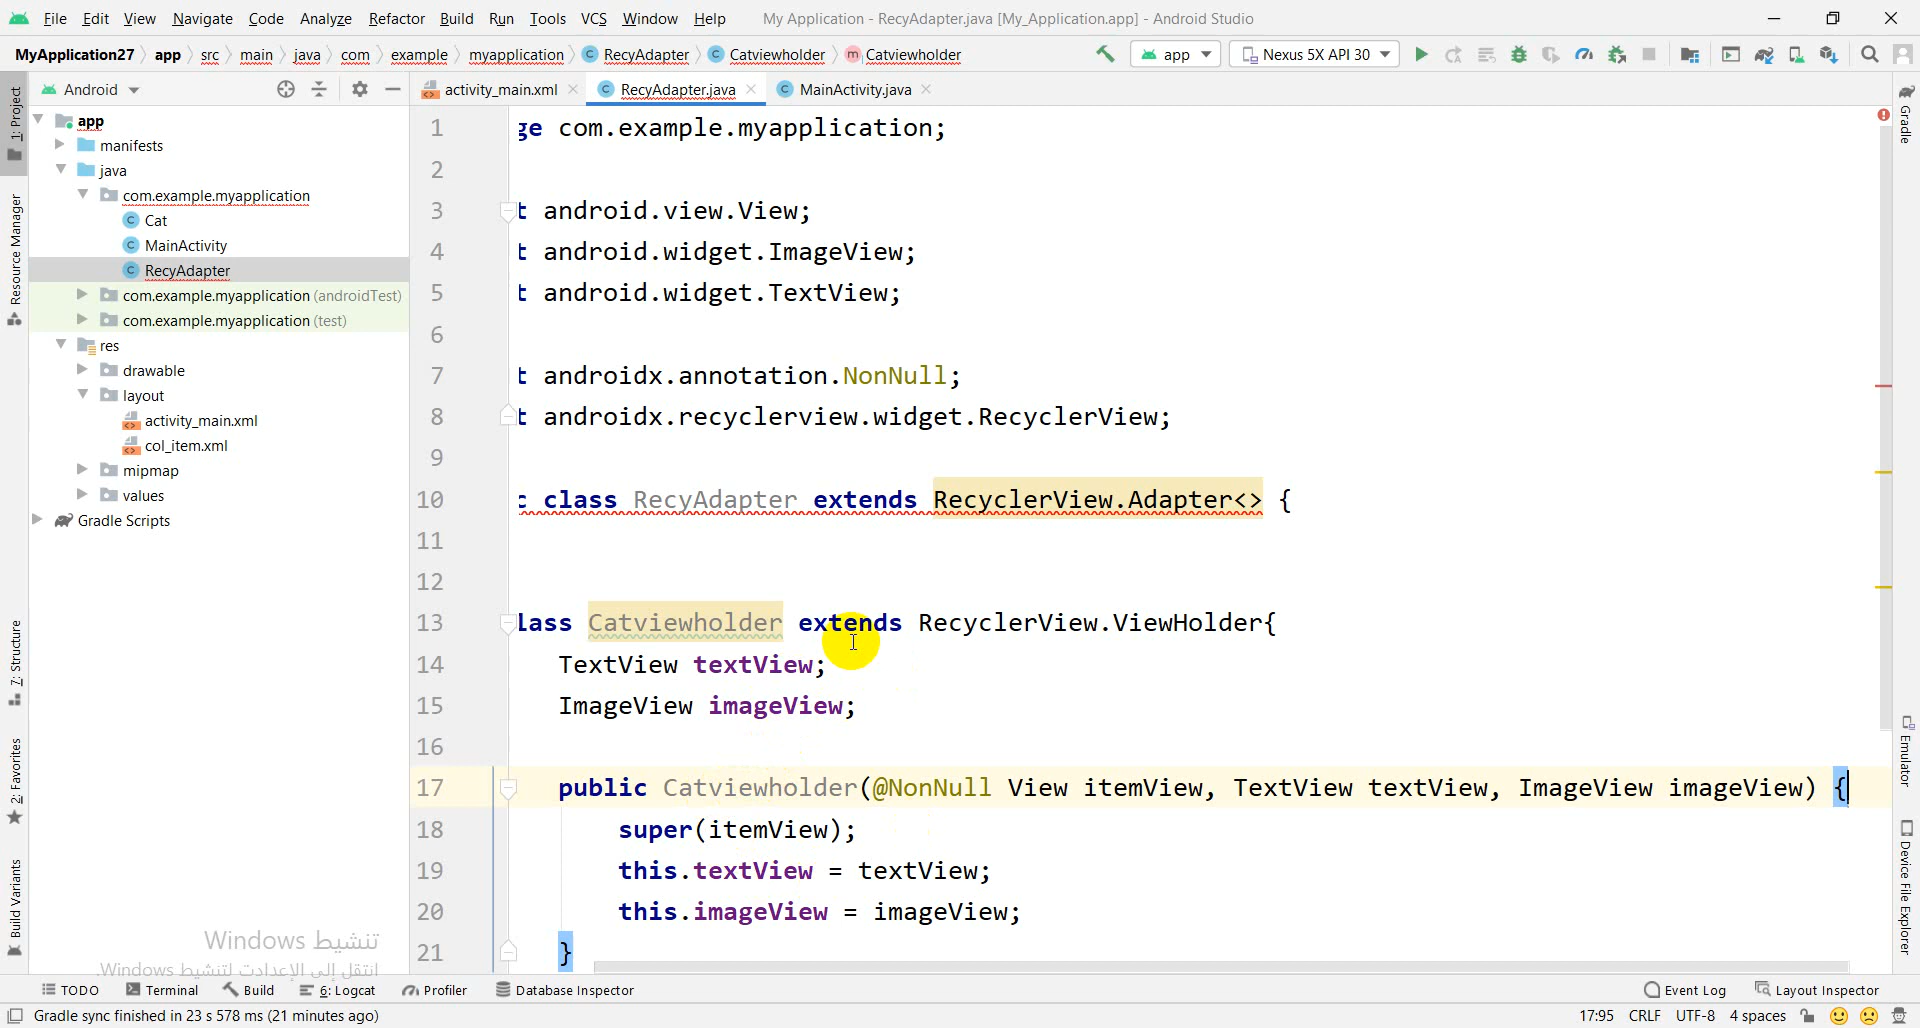 File Edit View Navigate Code Analyze Refactor Build Run Tools VCS Window Help My Application - RecyAdapter.java [My_Application.app] - Android Studio
MyApplication27 app src main java com example myapplication RecyAdapter Catviewholder Catviewholder app Nexus 5X API 30
Android
activity_main.xml RecyAdapter.java MainActivity.java
1: Project
Resource Manager
7: Structure
2: Favorites
Build Variants
app
manifests
java
com.example.myapplication
Cat
MainActivity
RecyAdapter
com.example.myapplication (androidTest)
com.example.myapplication (test)
res
drawable
layout
activity_main.xml
col_item.xml
mipmap
values
Gradle Scripts
تنشيط Windows
انتقل إلى الإعدادت لتنشيط Windows.
1 ge com.example.myapplication;
2
3 t android.view.View;
4 t android.widget.ImageView;
5 t android.widget.TextView;
6
7 t androidx.annotation.NonNull;
8 t androidx.recyclerview.widget.RecyclerView;
9
10 c class RecyAdapter extends RecyclerView.Adapter<> {
11
12
13 lass Catviewholder extends RecyclerView.ViewHolder{
14 TextView textView;
15 ImageView imageView;
16
17 public Catviewholder(@NonNull View itemView, TextView textView, ImageView imageView) {
18 super(itemView);
19 this.textView = textView;
20 this.imageView = imageView;
21 }
Gradle
Emulator
Device File Explorer
TODO Terminal Build 6: Logcat Profiler Database Inspector Event Log Layout Inspector
Gradle sync finished in 23 s 578 ms (21 minutes ago) 17:95 CRLF UTF-8 4 spaces